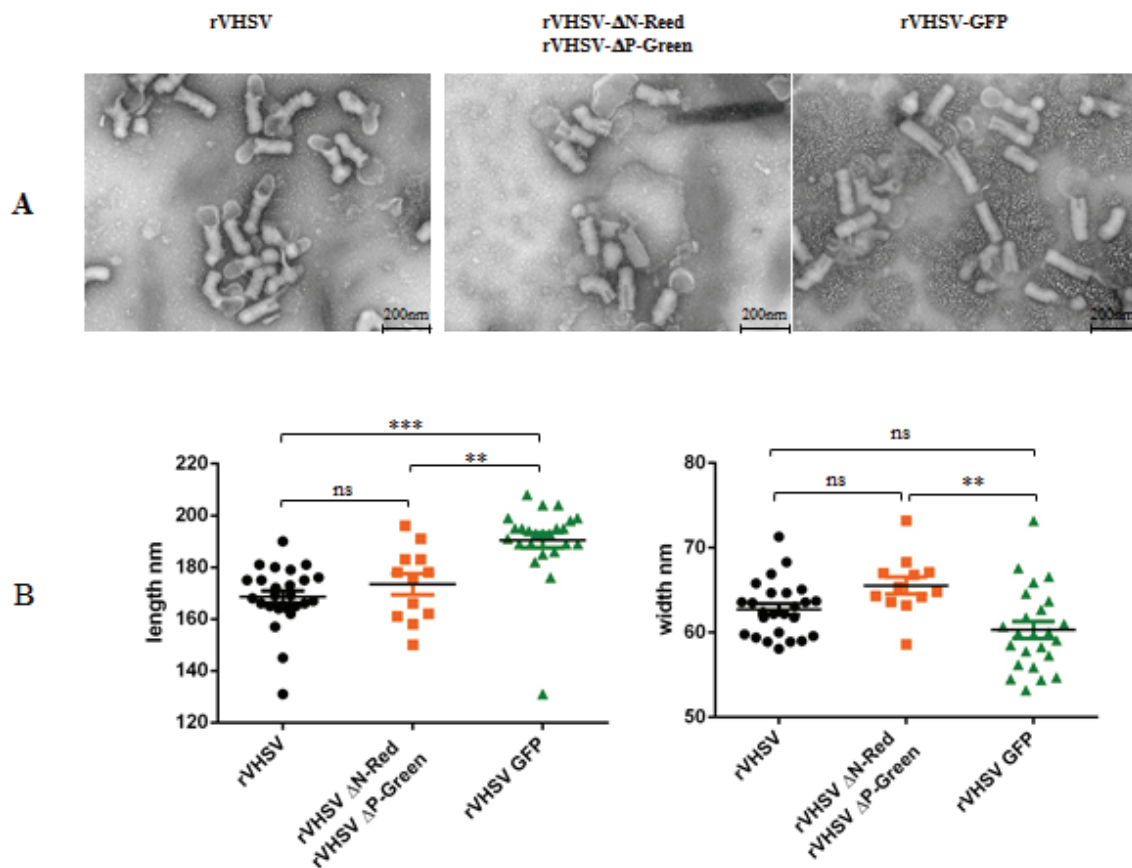 rVHSV
rVHSV-ΔN-Reed
rVHSV-ΔP-Green
rVHSV-GFP
A
200nm
200nm
200nm
B
***
**
ns
220
200
180
160
140
120
length nm
rVHSV
rVHSV ΔN-Red
rVHSV ΔP-Green
rVHSV GFP
ns
ns
**
80
70
60
50
width nm
rVHSV
rVHSV ΔN-Red
rVHSV ΔP-Green
rVHSV GFP